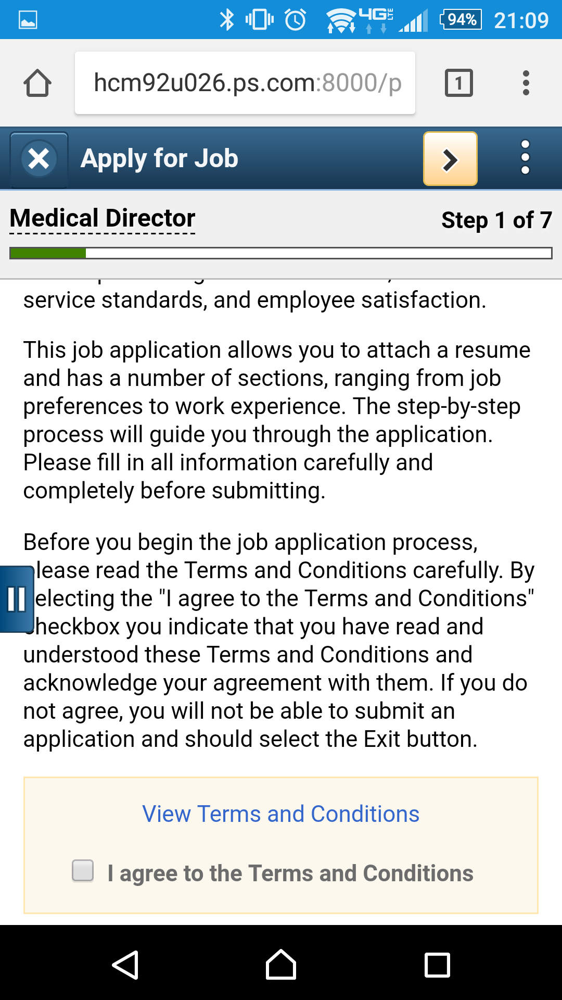 4G LTE 94% 21:09
hcm92u026.ps.com:8000/p 1
Apply for Job
Medical Director Step 1 of 7
service standards, and employee satisfaction.
This job application allows you to attach a resume
and has a number of sections, ranging from job
preferences to work experience. The step-by-step
process will guide you through the application.
Please fill in all information carefully and
completely before submitting.
Before you begin the job application process,
lease read the Terms and Conditions carefully. By
electing the "I agree to the Terms and Conditions"
heckbox you indicate that you have read and
understood these Terms and Conditions and
acknowledge your agreement with them. If you do
not agree, you will not be able to submit an
application and should select the Exit button.
View Terms and Conditions
I agree to the Terms and Conditions